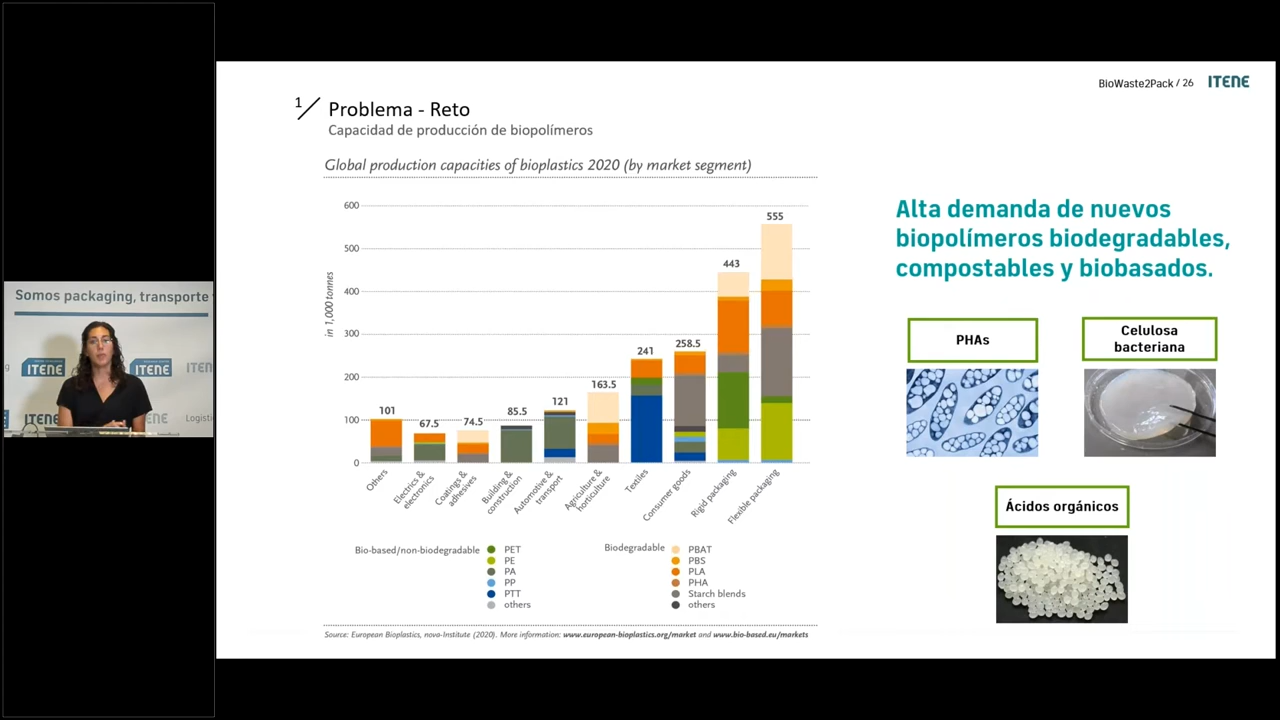 BioWaste2Pack / 26 ITENE
1/ Problema - Reto
Capacidad de producción de biopolímeros
Global production capacities of bioplastics 2020 (by market segment)
in 1,000 tonnes
600
500
400
300
200
100
0
101
67.5
74.5
85.5
121
163.5
241
258.5
443
555
Others
Electrics &
electronics
Coatings &
adhesives
Building &
construction
Automotive &
transport
Agriculture &
horticulture
Textiles
Consumer goods
Rigid packaging
Flexible packaging
Bio-based/non-biodegradable
PET
PE
PA
PP
PTT
others
Biodegradable
PBAT
PBS
PLA
PHA
Starch blends
others
Source: European Bioplastics, nova-Institute (2020). More information: www.european-bioplastics.org/market and www.bio-based.eu/markets
Alta demanda de nuevos
biopolímeros biodegradables,
compostables y biobasados.
PHAs
Celulosa
bacteriana
Ácidos orgánicos
Somos packaging, transporte
ITENE
ITENE
ITEN
ITENE
ITENE
Logist